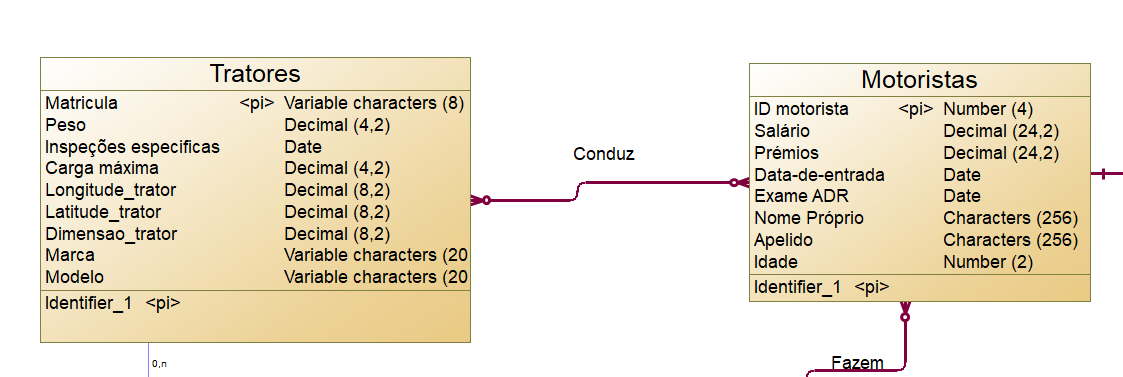 Tratores
Matricula <pi> Variable characters (8)
Peso Decimal (4,2)
Inspeções especificas Date
Carga máxima Decimal (4,2)
Longitude_trator Decimal (8,2)
Latitude_trator Decimal (8,2)
Dimensao_trator Decimal (8,2)
Marca Variable characters (20
Modelo Variable characters (20
Identifier_1 <pi>
0,n
Conduz
Motoristas
ID motorista <pi> Number (4)
Salário Decimal (24,2)
Prémios Decimal (24,2)
Data-de-entrada Date
Exame ADR Date
Nome Próprio Characters (256)
Apelido Characters (256)
Idade Number (2)
Identifier_1 <pi>
Fazem